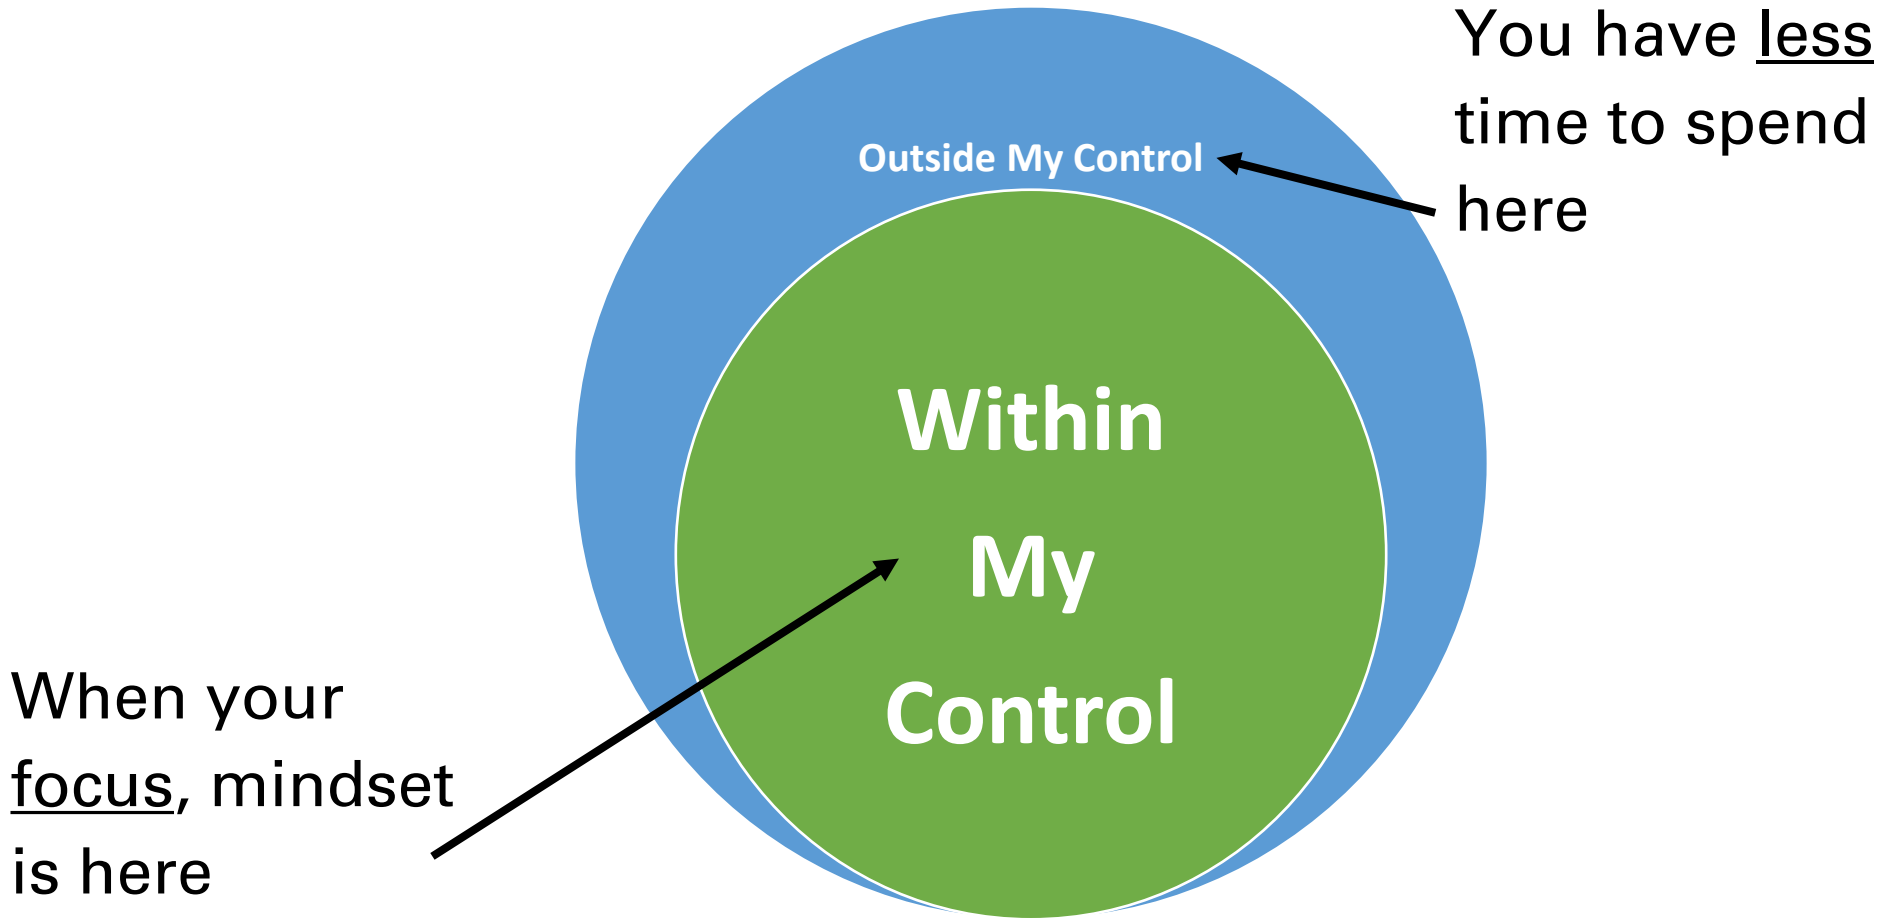 You have less
time to spend
here
Outside My Control
Within
My
Control
When your
focus, mindset
is here